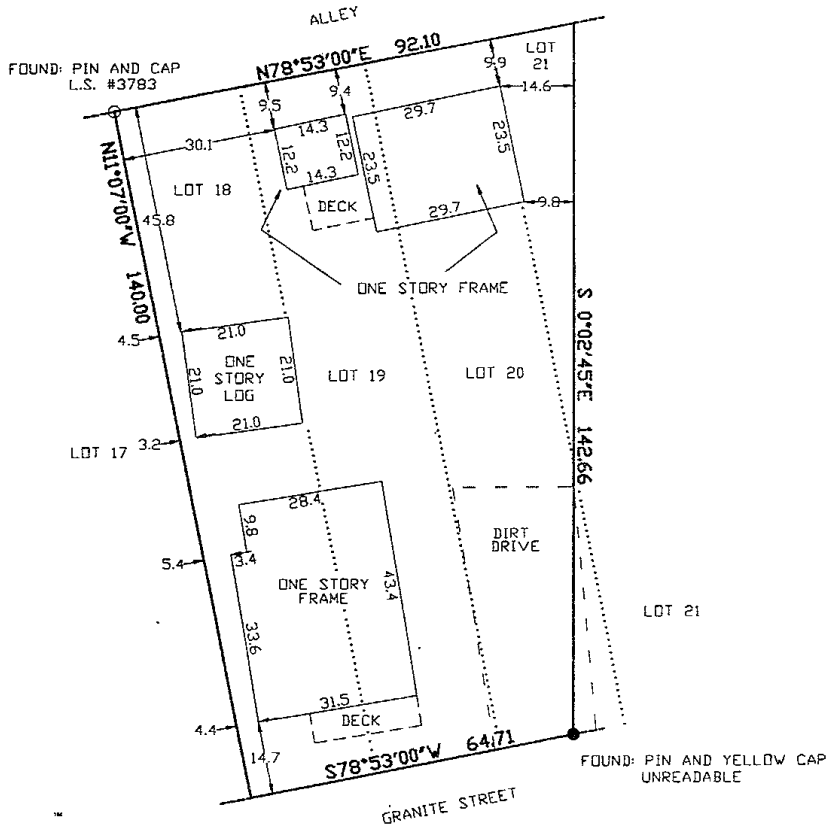 ALLEY
FOUND: PIN AND CAP
L.S. #3783
N78°53'00"E 92.10
LOT
21
9.9
14.6
9.5
9.4
29.7
14.3
30.1
12.2
12.2
23.5
23.5
14.3
LOT 18
DECK
29.7
9.8
N11°07'00"W 140.00
45.8
ONE STORY FRAME
S 0°02'45"E 142.66
4.5
21.0
ONE
STORY
LOG
21.0
21.0
21.0
LOT 19
LOT 20
LOT 17
3.2
28.4
9.8
DIRT
DRIVE
5.4
3.4
ONE STORY
FRAME
43.4
33.6
LOT 21
31.5
DECK
4.4
14.7
S78°53'00"W 64.71
FOUND: PIN AND YELLOW CAP
UNREADABLE
GRANITE STREET